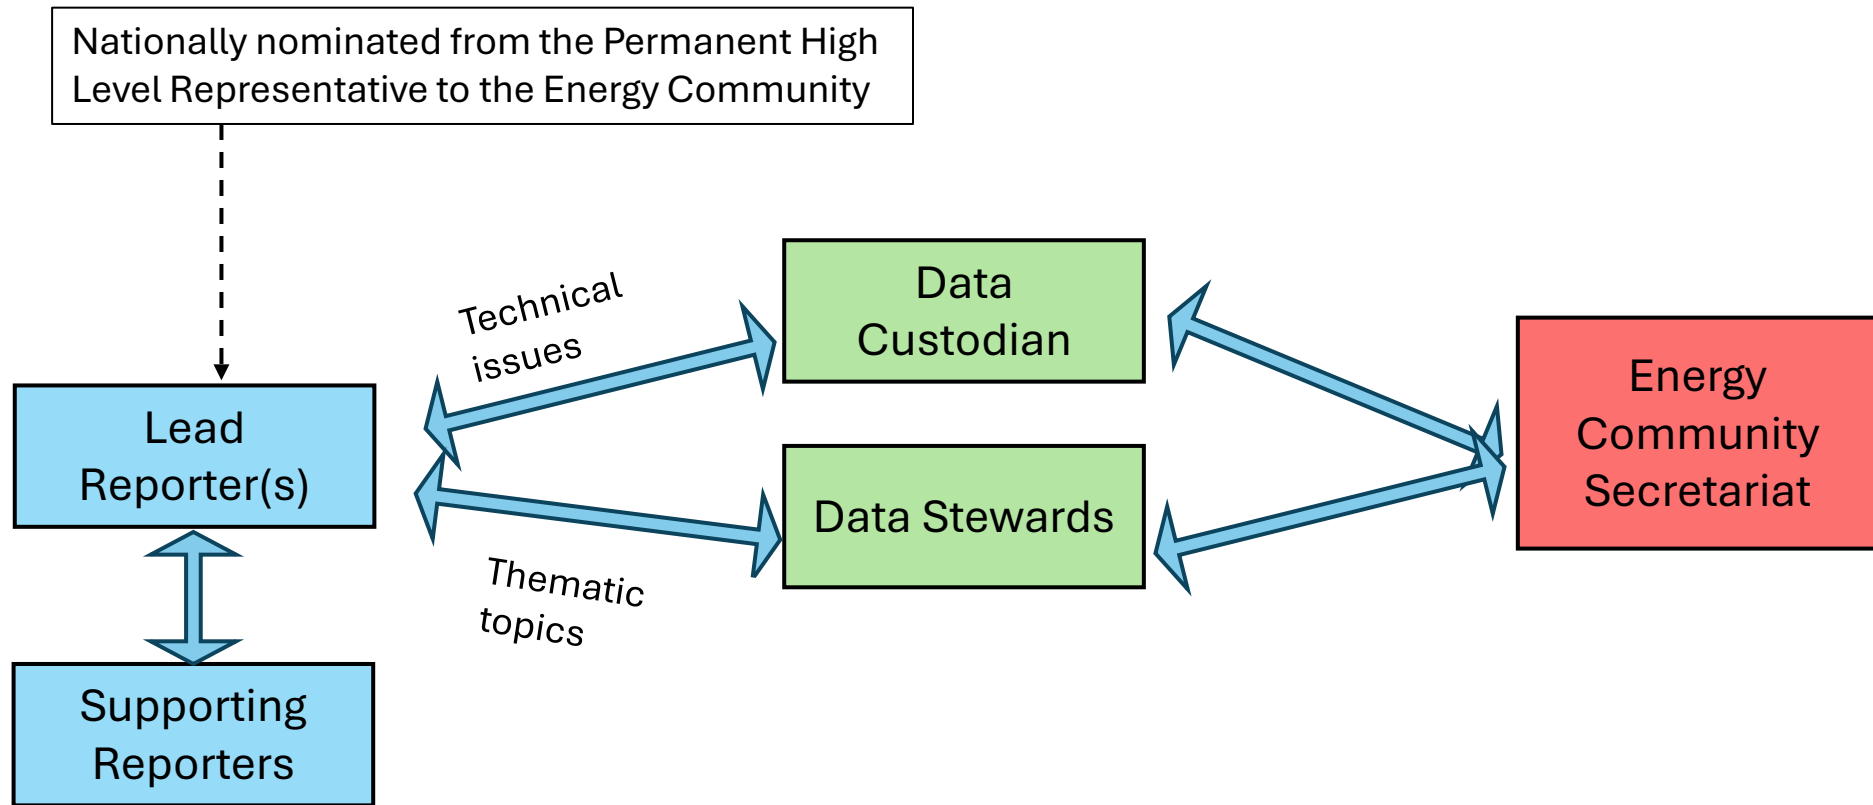 Nationally nominated from the Permanent High
Level Representative to the Energy Community
Technical
issues
Data
Custodian
Energy
Community
Secretariat
Lead
Reporter(s)
Data Stewards
Thematic
topics
Supporting
Reporters